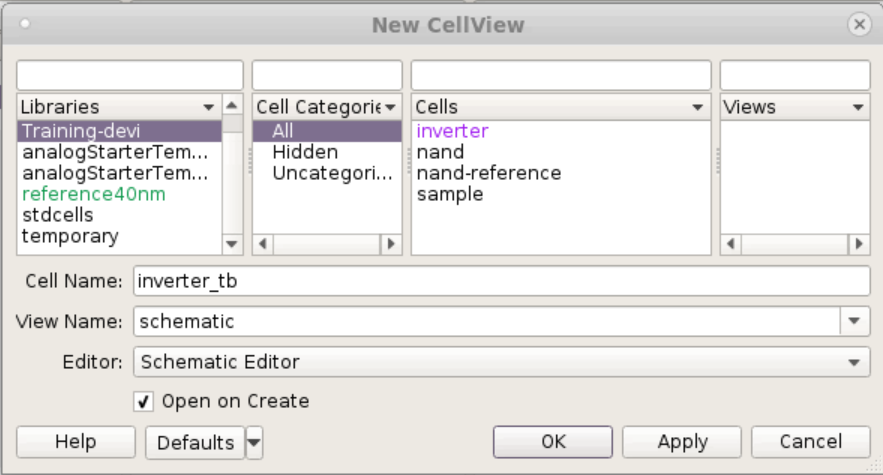 New CellView
Libraries Cell Categorie Cells Views
Training-devi All inverter
analogStarterTem... Hidden nand
analogStarterTem... Uncategori... nand-reference
reference40nm sample
stdcells
temporary
Cell Name: inverter_tb
View Name: schematic
Editor: Schematic Editor
Open on Create
Help Defaults OK Apply Cancel